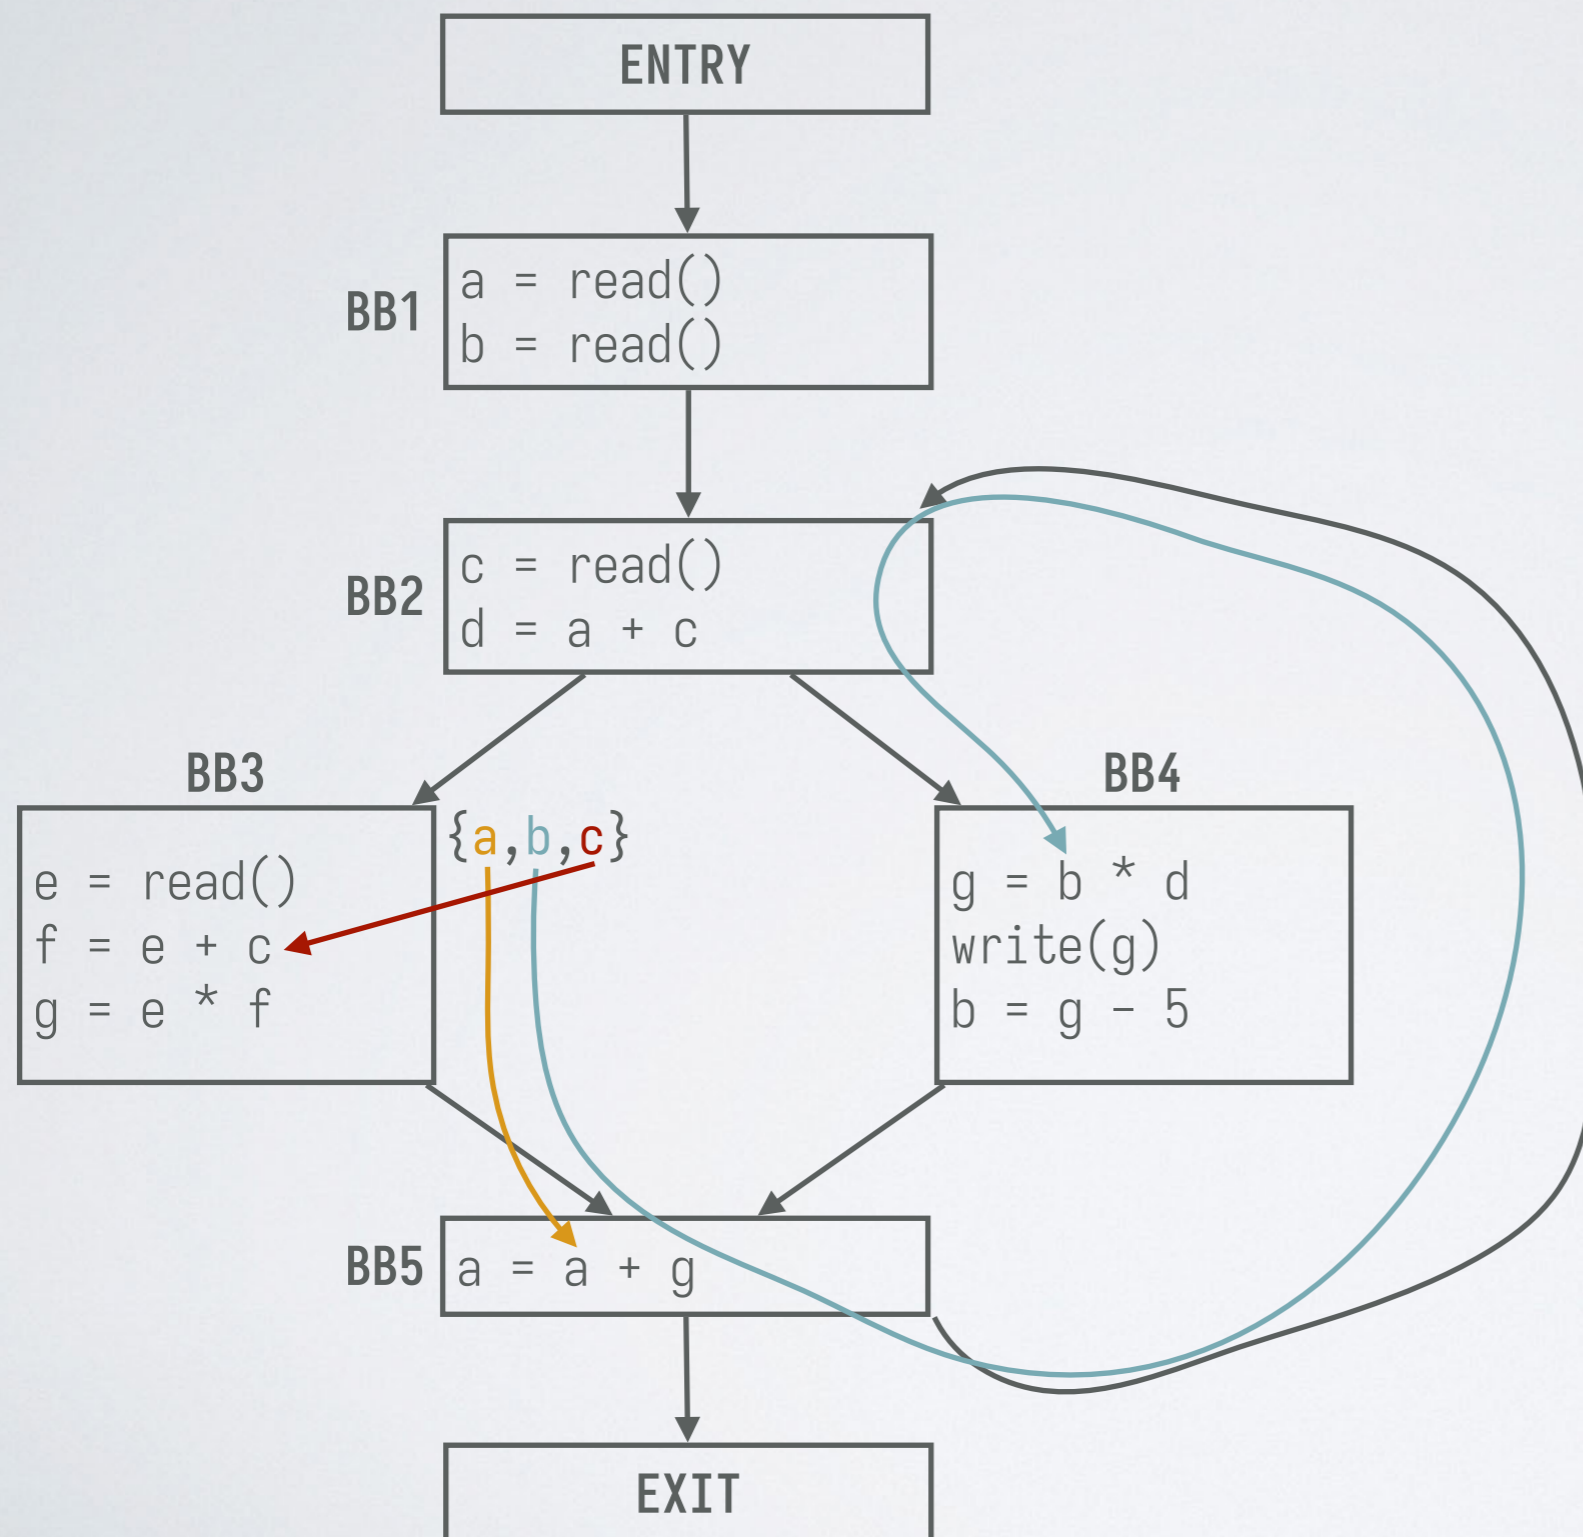 ENTRY
BB1
a = read()
b = read()
BB2
c = read()
d = a + c
BB3
{a,b,c}
e = read()
f = e + c
g = e * f
BB4
g = b * d
write(g)
b = g - 5
BB5
a = a + g
EXIT